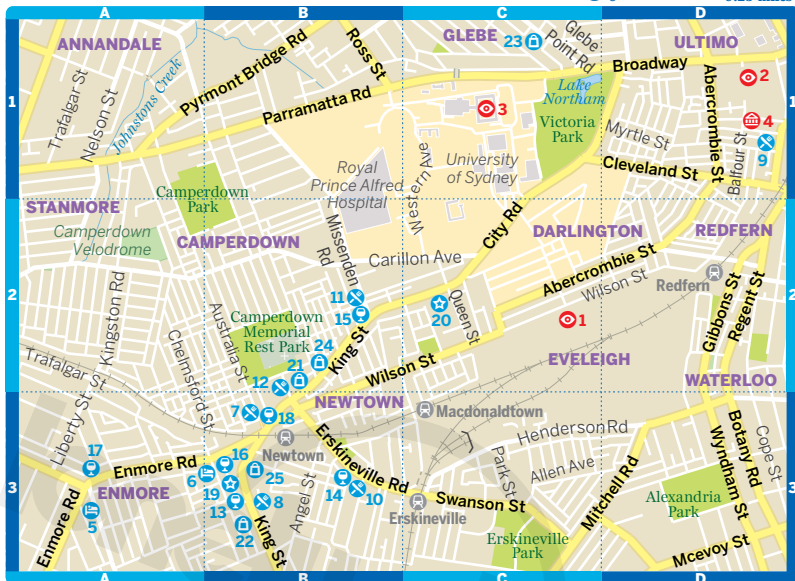 A
B
C
D
ANNANDALE
GLEBE
23
Glebe
Point Rd
ULTIMO
Trafalgar St
Nelson St
Johnstons Creek
Pyrmont Bridge Rd
Ross St
Parramatta Rd
Lake
Northam
Broadway
Abercrombie St
2
1
3
4
1
Victoria
Park
Myrtle St
Balfour St
9
Western Ave
University
of Sydney
Royal
Prince Alfred
Hospital
Cleveland St
Camperdown
Park
STANMORE
Camperdown
Velodrome
CAMPERDOWN
Missenden
Rd
City Rd
DARLINGTON
REDFERN
Carillon Ave
Abercrombie St
Wilson St
Redfern
2
2
Kingston Rd
11
15
20
Queen St
1
Gibbons St
Regent St
Camperdown
Memorial
Rest Park
Australia St
Chelmsford St
24
King St
21
12
Wilson St
EVELEIGH
Trafalgar St
WATERLOO
NEWTOWN
7
18
Macdonaldtown
Liberty St
Newtown
Henderson Rd
Botany Rd
Cope St
Wyndham St
17
Enmore Rd
16
6
25
19
Erskineville Rd
Park St
Allen Ave
Mitchell Rd
3
3
ENMORE
5
13
8
14
10
Angel St
Swanson St
Erskineville
Alexandria
Park
Enmore Rd
22
King St
Erskineville
Park
Mcevoy St
A
B
C
D